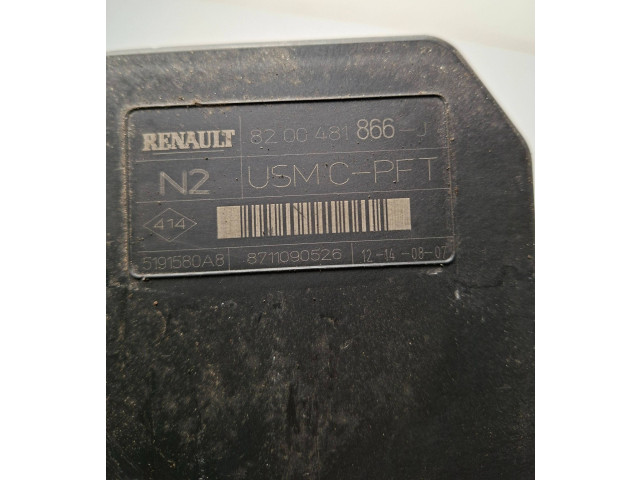 RENAULT 82 00 481 866-J
N2 USM C-PFT
414
5191580A8 8711090526 12-14-08-07